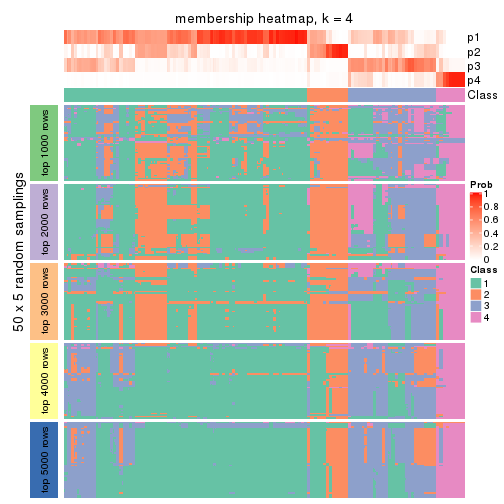 membership heatmap, k = 4
p1
p2
p3
p4
Class
50 x 5 random samplings
top 1000 rows
top 2000 rows
top 3000 rows
top 4000 rows
top 5000 rows
Prob
1
0.8
0.6
0.4
0.2
0
Class
1
2
3
4